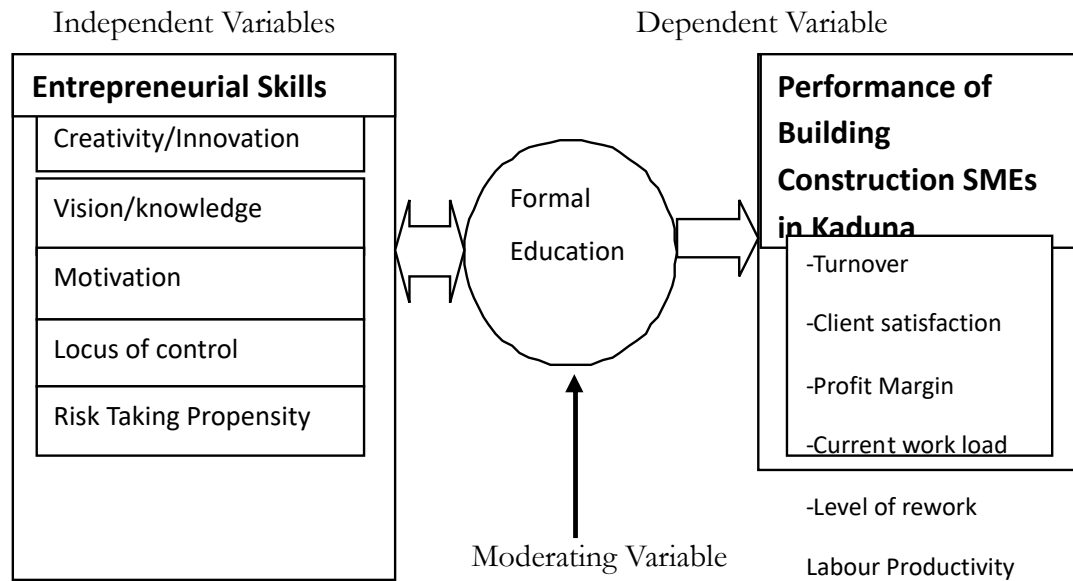 Independent Variables
Dependent Variable
Entrepreneurial Skills
Creativity/Innovation
Vision/knowledge
Motivation
Locus of control
Risk Taking Propensity
Formal
Education
Moderating Variable
Performance of
Building
Construction SMEs
in Kaduna
-Turnover
-Client satisfaction
-Profit Margin
-Current work load
-Level of rework
Labour Productivity